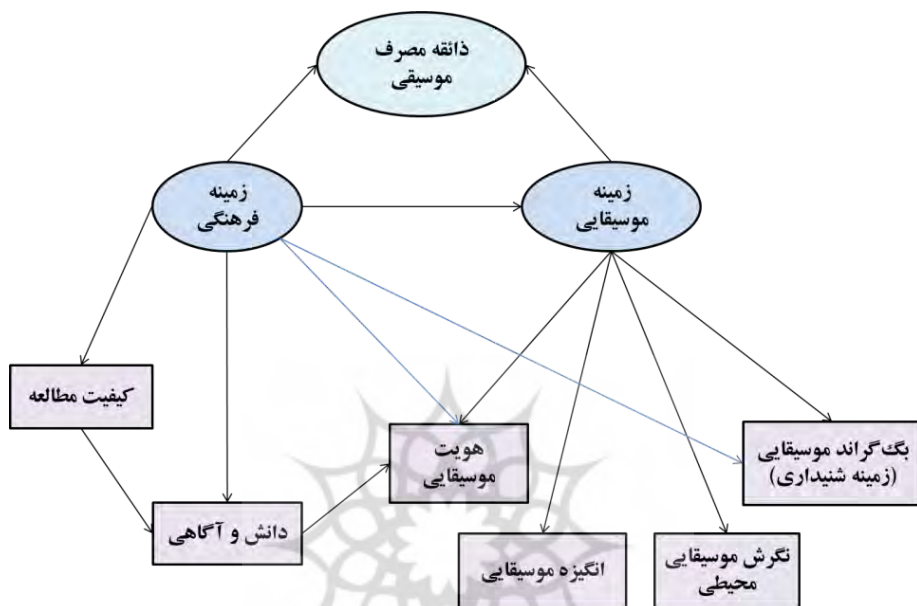 ذائقه مصرف
موسیقی
زمینه
موسیقایی
زمینه
فرهنگی
کیفیت مطالعه
هویت
موسیقایی
بک گراند موسیقایی
(زمینه شنیداری)
دانش و آگاهی
نگرش موسیقایی
محیطی
انگیزه موسیقایی